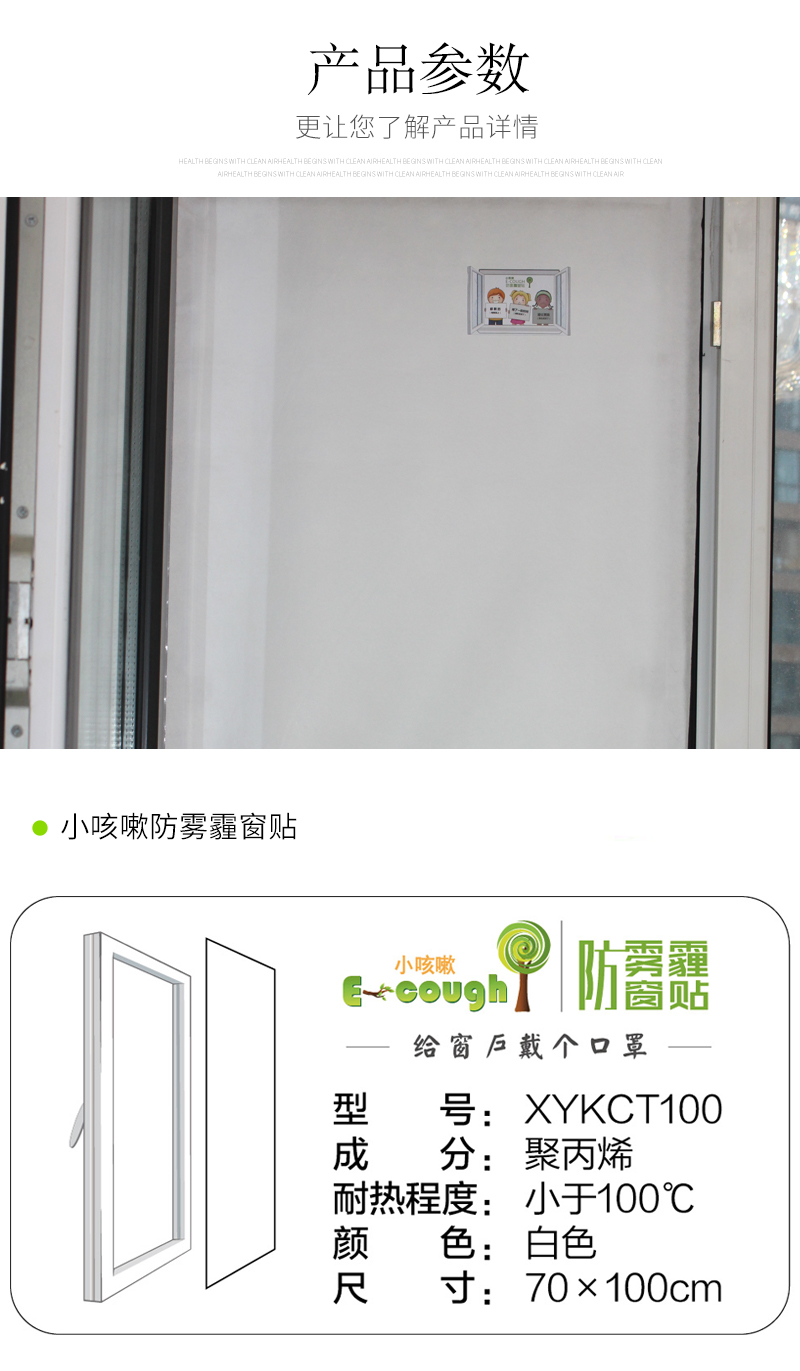 产品参数
更让您了解产品详情
HEALTH BEGINS WITH CLEAN AIRHEALTH BEGINS WITH CLEAN AIRHEALTH BEGINS WITH CLEAN AIRHEALTH BEGINS WITH CLEAN AIRHEALTH BEGINS WITH CLEAN AIRHEALTH BEGINS WITH CLEAN
AIRHEALTH BEGINS WITH CLEAN AIRHEALTH BEGINS WITH CLEAN AIRHEALTH BEGINS WITH CLEAN AIRHEALTH BEGINS WITH CLEAN AIRHEALTH BEGINS WITH CLEAN AIR
小咳嗽防雾霾窗贴
小咳嗽
E-cough
防雾霾
窗贴
给窗户戴个口罩
型 号: XYKCT100
成 分: 聚丙烯
耐热程度: 小于100℃
颜 色: 白色
尺 寸: 70×100cm